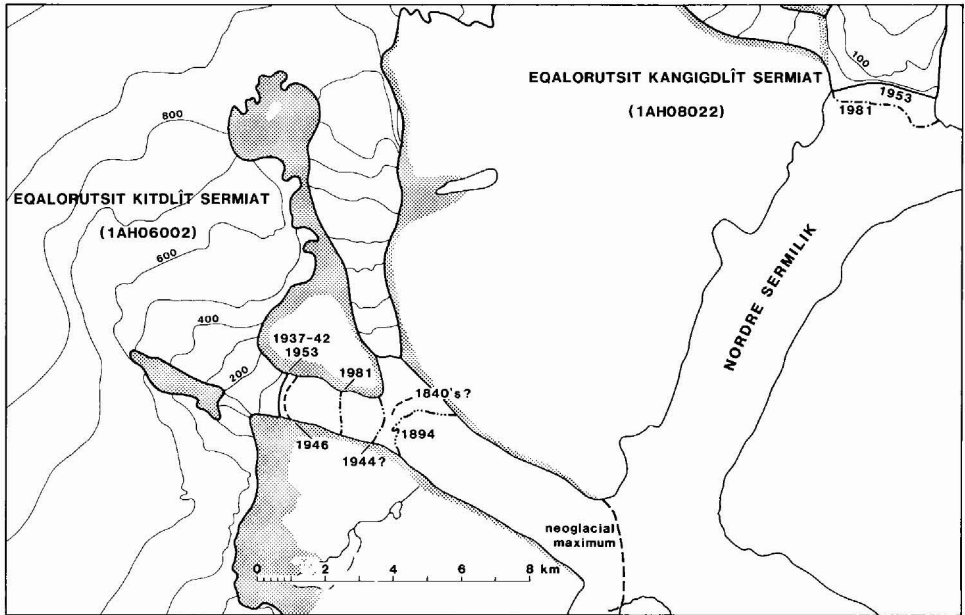 EQALORUTSIT KANGIGDLÎT SERMIAT
(1AH08022)
100
1953
1981
800
EQALORUTSIT KITDLÎT SERMIAT
(1AH06002)
600
NORDRE SERMILIK
400
1937-42
1953
200
1981
1840's?
1946
1894
1944?
neoglacial
maximum
0 2 4 6 8 km